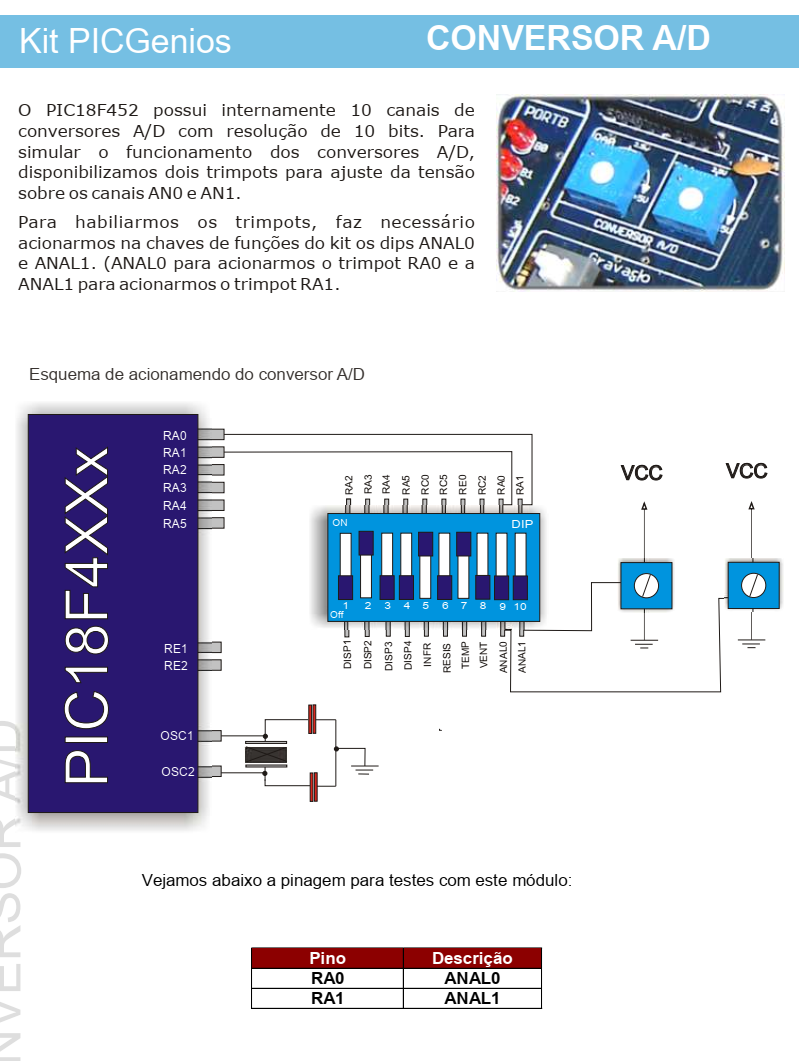 Kit PICGenios
CONVERSOR A/D
O PIC18F452 possui internamente 10 canais de
conversores A/D com resolução de 10 bits. Para
simular o funcionamento dos conversores A/D,
disponibilizamos dois trimpots para ajuste da tensão
sobre os canais AN0 e AN1.
Para habiliarmos os trimpots, faz necessário
acionarmos na chaves de funções do kit os dips ANAL0
e ANAL1. (ANAL0 para acionarmos o trimpot RA0 e a
ANAL1 para acionarmos o trimpot RA1.
PORTB
B0
B1
B2
CONVERSOR A/D
Gravação
Esquema de acionamendo do conversor A/D
PIC18F4XXx
RA0
RA1
RA2
RA3
RA4
RA5
RE1
RE2
OSC1
OSC2
RA2 RA3 RA4 RA5 RC0 RC5 RE0 RC2 RA0 RA1
ON DIP
1 2 3 4 5 6 7 8 9 10
Off
DISP1 DISP2 DISP3 DISP4 INFR RESIS TEMP VENT ANAL0 ANAL1
VCC VCC
NVERSOR A/D
Vejamos abaixo a pinagem para testes com este módulo:
Pino Descrição
RA0 ANAL0
RA1 ANAL1